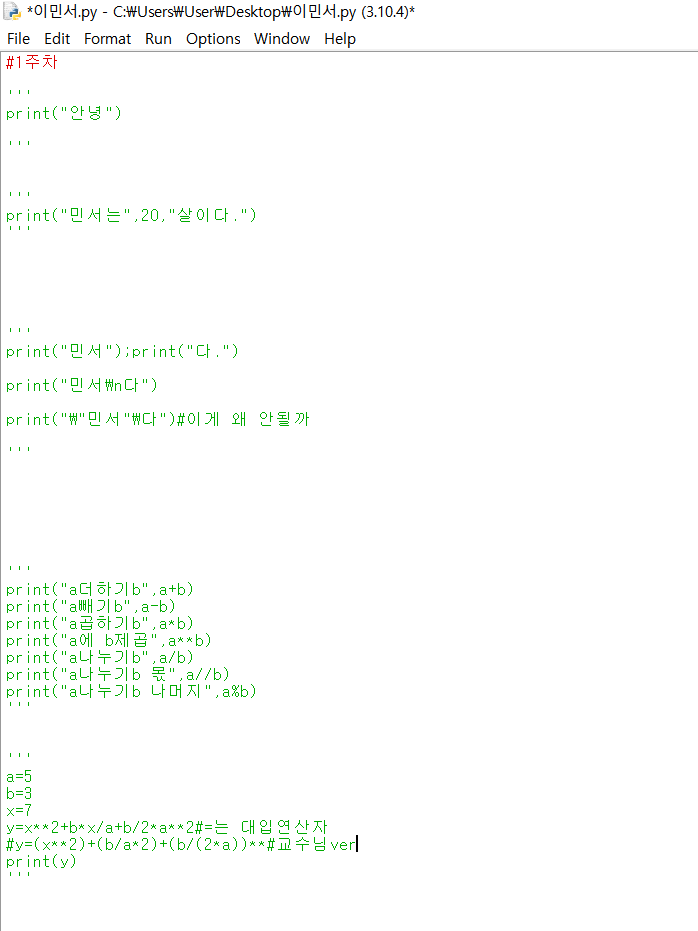 *이민서.py - C:₩Users₩User₩Desktop₩이민서.py (3.10.4)*
File Edit Format Run Options Window Help
#1주차
'''
print("안녕")
'''
'''
print("민서는",20,"살이다.")
'''
'''
print("민서");print("다.")
print("민서₩n다")
print("₩"민서"₩다")#이게 왜 안될까
'''
'''
print("a더하기b",a+b)
print("a빼기b",a-b)
print("a곱하기b",a*b)
print("a에 b제곱",a**b)
print("a나누기b",a/b)
print("a나누기b 몫",a//b)
print("a나누기b 나머지",a%b)
'''
'''
a=5
b=3
x=7
y=x**2+b*x/a+b/2*a**2#=는 대입연산자
#y=(x**2)+(b/a*2)+(b/(2*a))**#교수님ver
print(y)
'''